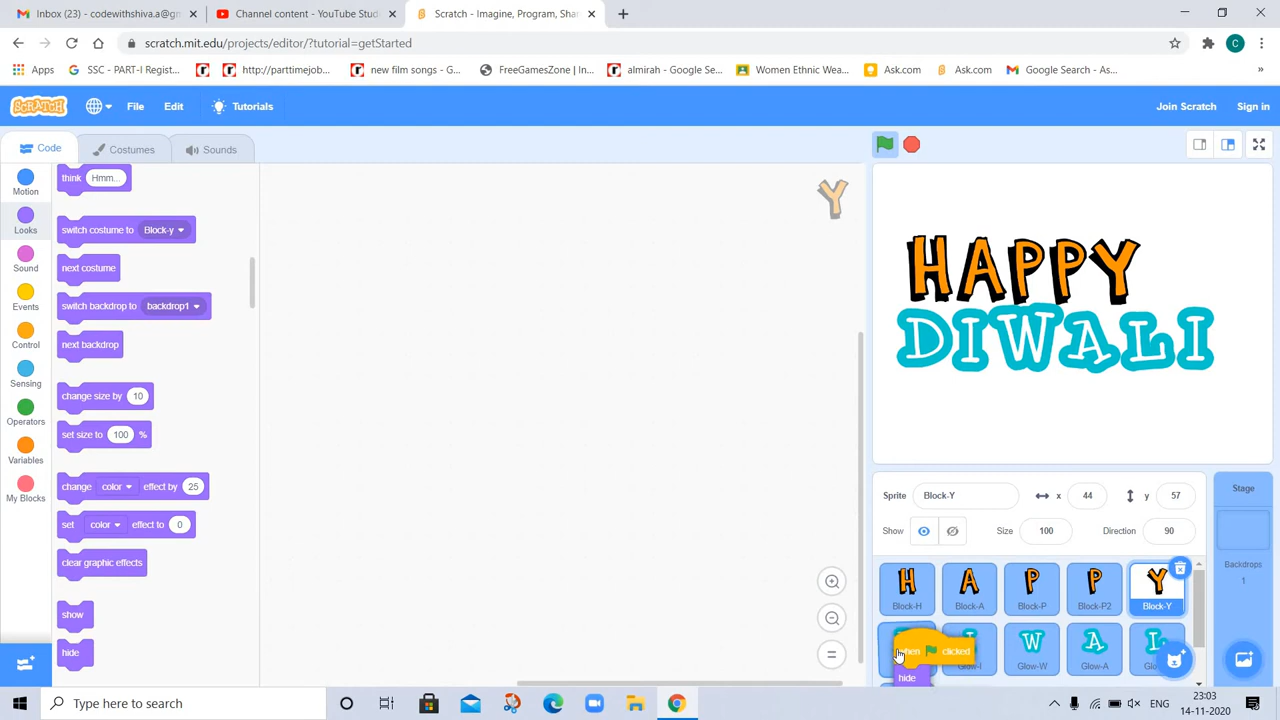 Inbox (23) - codewithshiva.a@gm
Channel content - YouTube Stud
Scratch - Imagine, Program, Shar
scratch.mit.edu/projects/editor/?tutorial=getStarted
Apps
SSC - PART-I Regist...
http://parttimejob...
new film songs - G...
FreeGamesZone | In...
almirah - Google Se...
Women Ethnic Wea...
Ask.com
Ask.com
Google Search - As...
»
C
SCRATCH
File
Edit
Tutorials
Join Scratch
Sign in
Code
Costumes
Sounds
Motion
Looks
Sound
Events
Control
Sensing
Operators
Variables
My Blocks
think Hmm...
switch costume to Block-y
next costume
switch backdrop to backdrop1
next backdrop
change size by 10
set size to 100 %
change color effect by 25
set color effect to 0
clear graphic effects
show
hide
Y
HAPPY
DIWALI
Sprite Block-Y x 44 y 57
Show Size 100 Direction 90
Stage
Backdrops
1
H A P P Y
Block-H Block-A Block-P Block-P2 Block-Y
when clicked
hide
W A L
Glow-I Glow-W Glow-A
Type here to search
ENG
23:03
14-11-2020